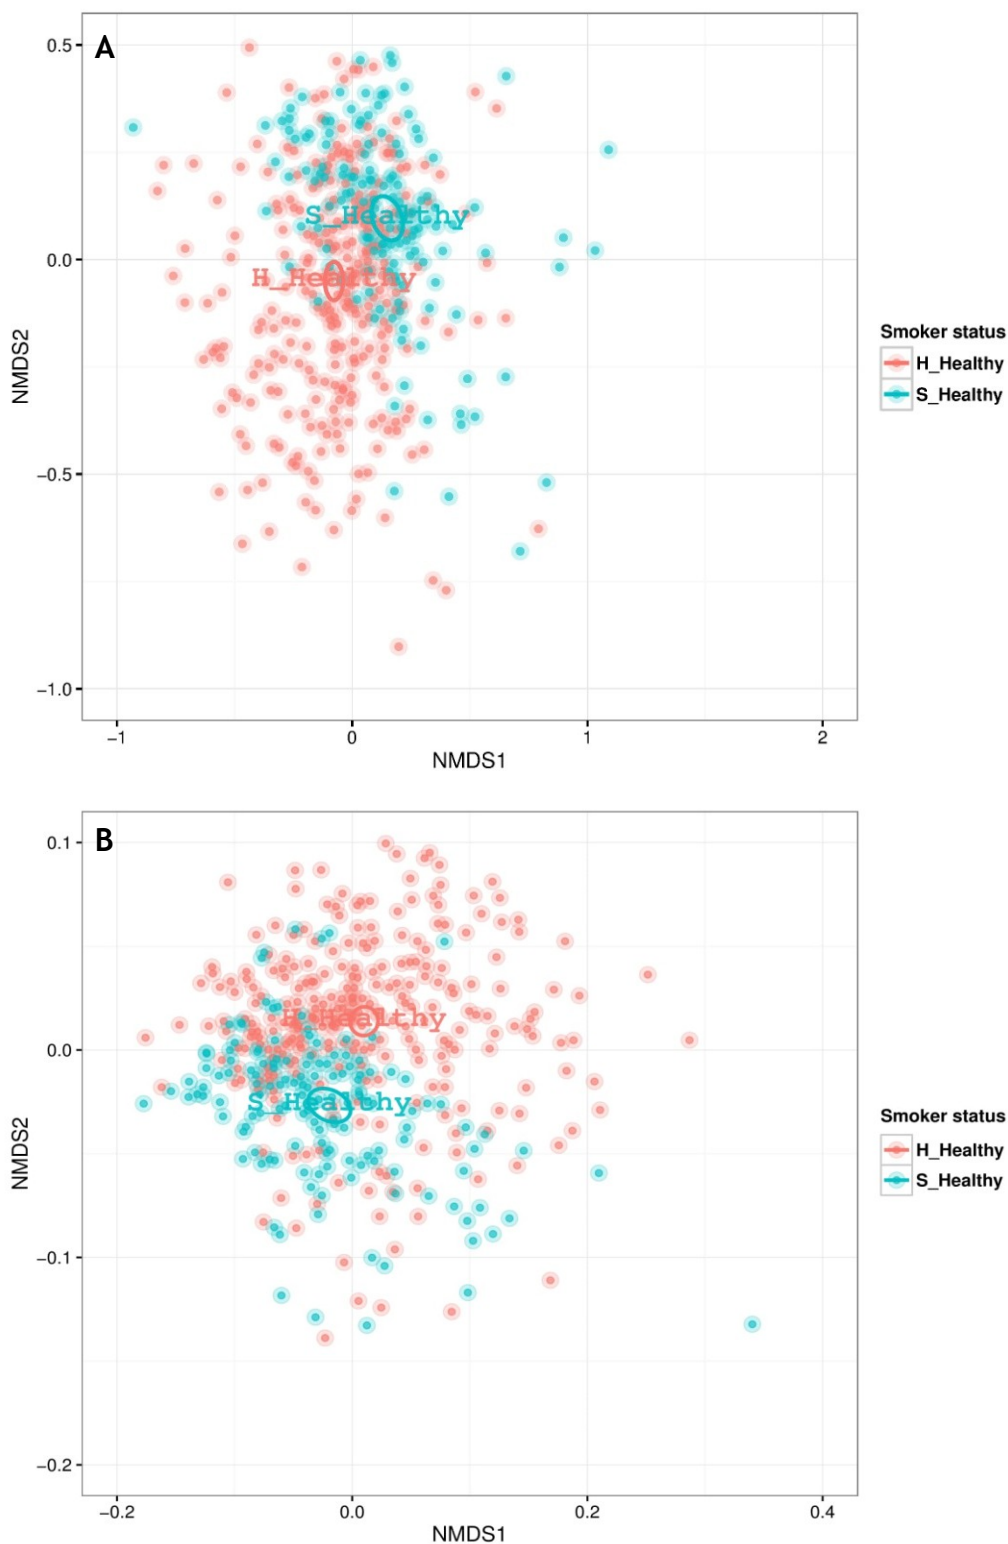 A
0.5
0.0
−0.5
−1.0
NMDS2
S_Healthy
H_Healthy
−1
0
1
2
NMDS1
Smoker status
H_Healthy
S_Healthy
B
0.1
0.0
−0.1
−0.2
NMDS2
H_Healthy
S_Healthy
−0.2
0.0
0.2
0.4
NMDS1
Smoker status
H_Healthy
S_Healthy